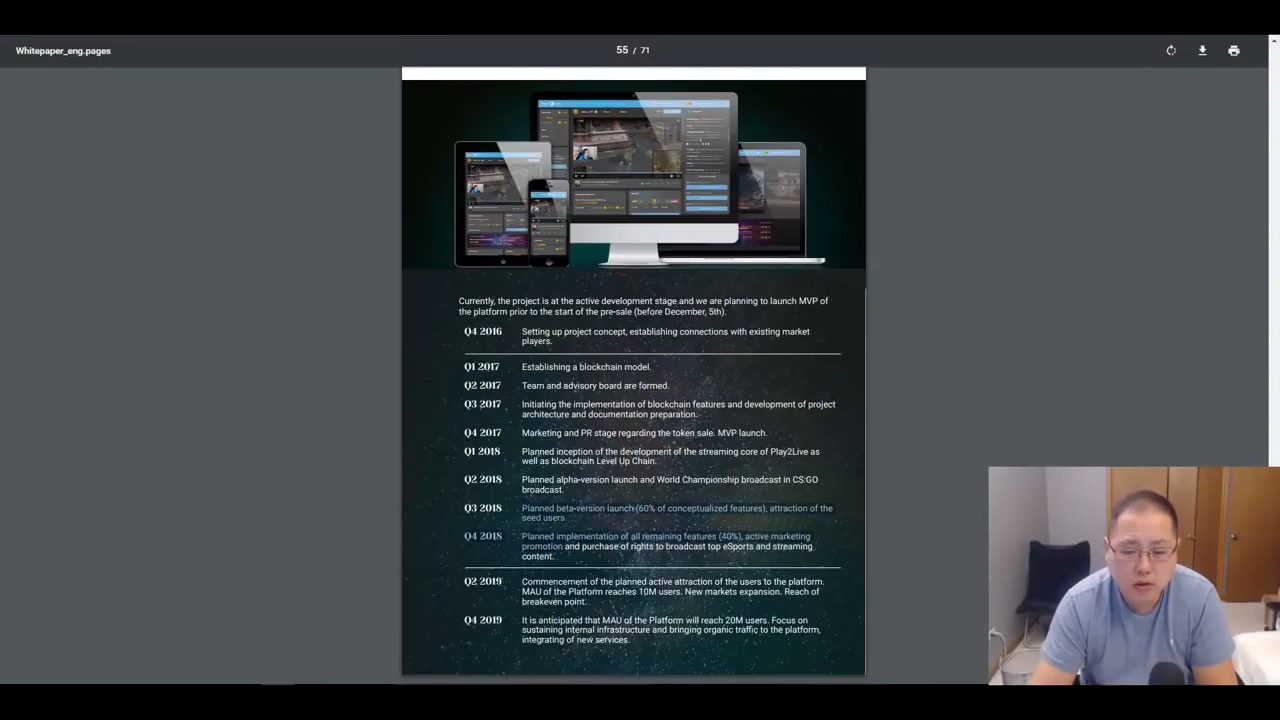 Whitepaper_eng.pages
55 / 71
Currently, the project is at the active development stage and we are planning to launch MVP of
the platform prior to the start of the pre-sale (before December, 5th).
Q4 2016 Setting up project concept, establishing connections with existing market
players.
Q1 2017 Establishing a blockchain model.
Q2 2017 Team and advisory board are formed.
Q3 2017 Initiating the implementation of blockchain features and development of project
architecture and documentation preparation.
Q4 2017 Marketing and PR stage regarding the token sale. MVP launch.
Q1 2018 Planned inception of the development of the streaming core of Play2Live as
well as blockchain Level Up Chain.
Q2 2018 Planned alpha-version launch and World Championship broadcast in CS:GO
broadcast.
Q3 2018 Planned beta-version launch (60% of conceptualized features), attraction of the
seed users.
Q4 2018 Planned implementation of all remaining features (40%), active marketing
promotion and purchase of rights to broadcast top eSports and streaming
content.
Q2 2019 Commencement of the planned active attraction of the users to the platform.
MAU of the Platform reaches 10M users. New markets expansion. Reach of
breakeven point.
Q4 2019 It is anticipated that MAU of the Platform will reach 20M users. Focus on
sustaining internal infrastructure and bringing organic traffic to the platform,
integrating of new services.